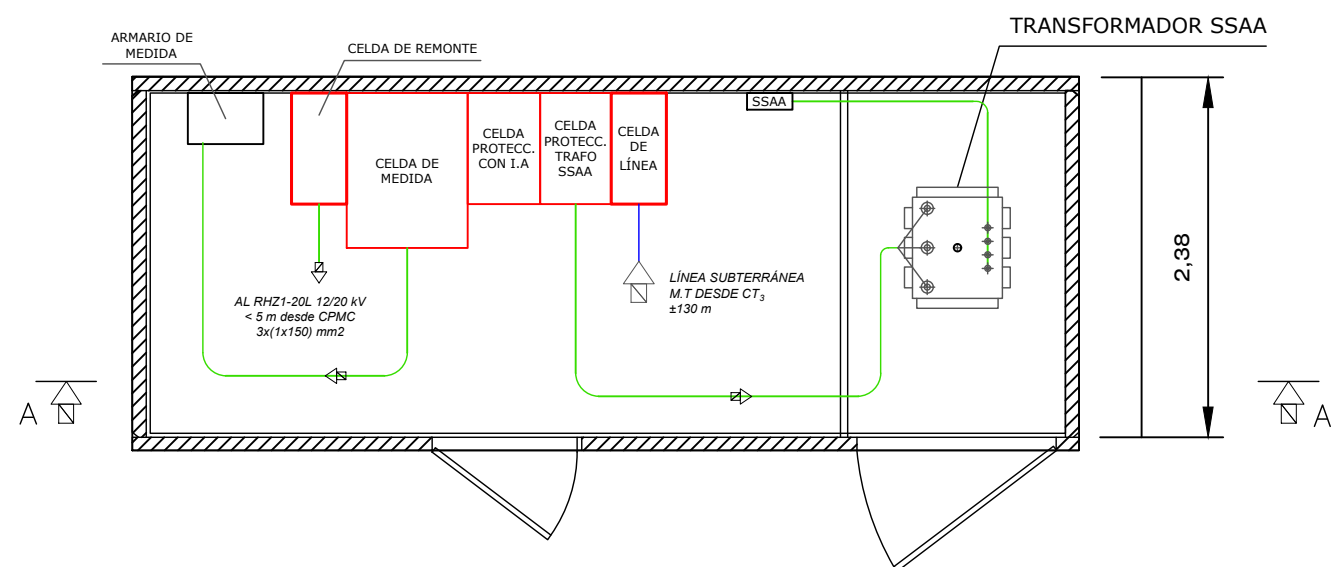 TRANSFORMADOR SSAA
ARMARIO DE
MEDIDA
CELDA DE REMONTE
SSAA
CELDA DE
MEDIDA
CELDA
PROTECC.
CON I.A
CELDA
PROTECC.
TRAFO
SSAA
CELDA
DE
LÍNEA
2,38
AL RHZ1-20L 12/20 kV
< 5 m desde CPMC
3x(1x150) mm2
LÍNEA SUBTERRÁNEA
M.T DESDE CT3
±130 m
A
A